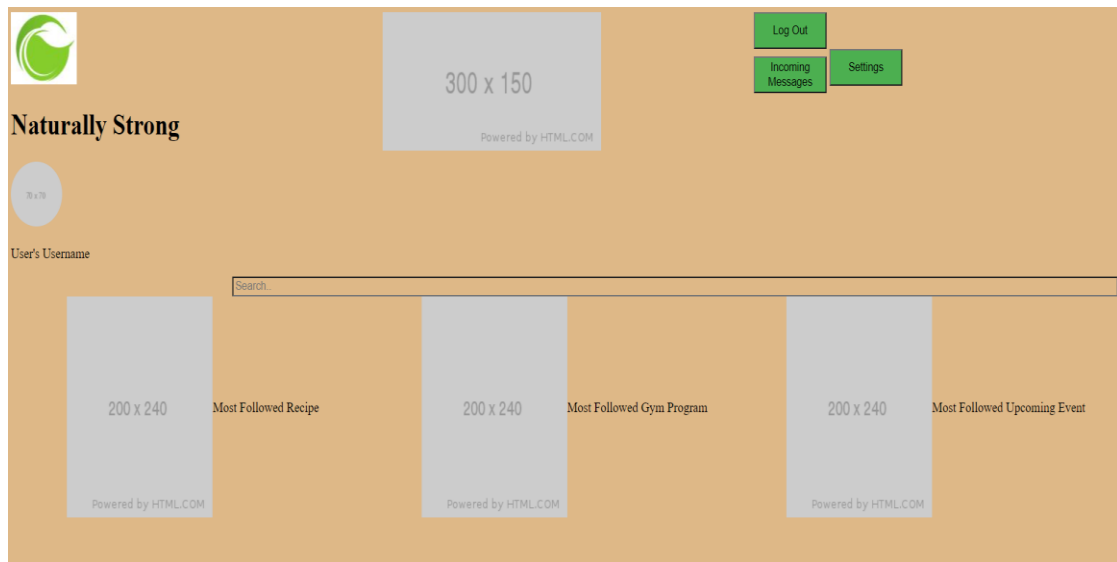 Log Out
300 x 150
Incoming
Messages
Settings
Powered by HTML.COM
Naturally Strong
70 x 70
User's Username
Search..
200 x 240
Most Followed Recipe
200 x 240
Most Followed Gym Program
200 x 240
Most Followed Upcoming Event
Powered by HTML.COM
Powered by HTML.COM
Powered by HTML.COM